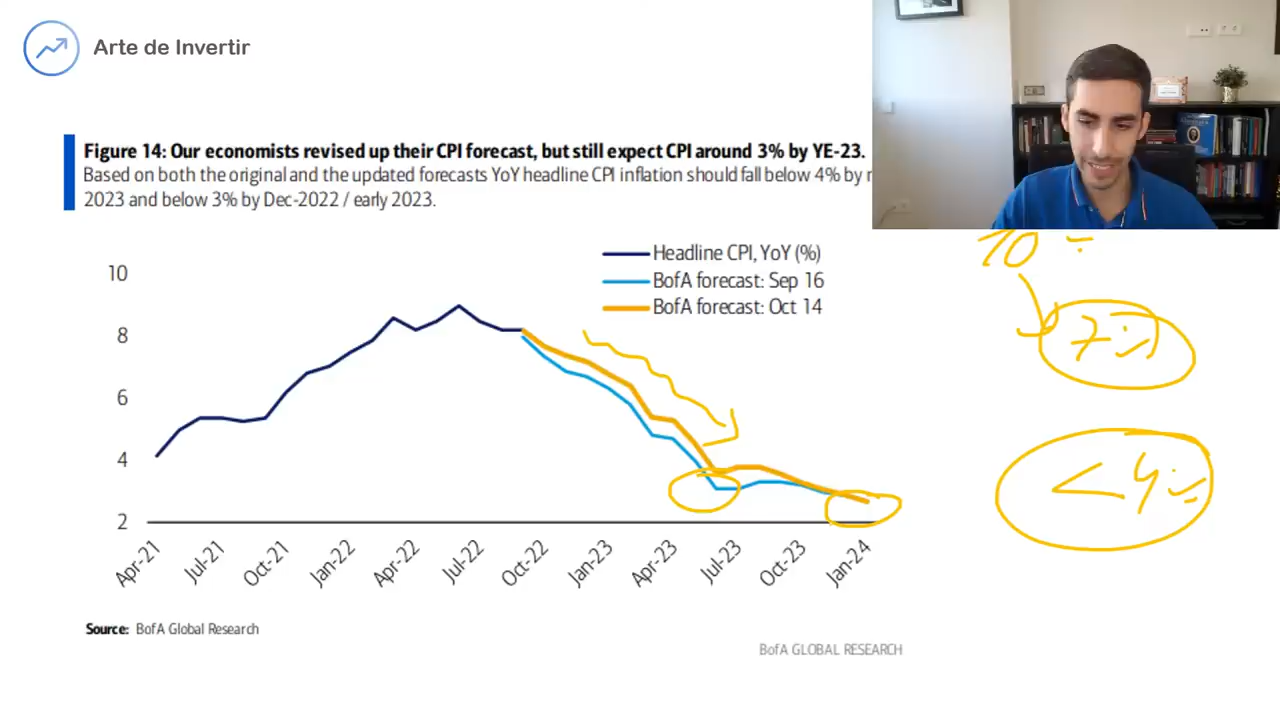 Arte de Invertir
Figure 14: Our economists revised up their CPI forecast, but still expect CPI around 3% by YE-23.
Based on both the original and the updated forecasts YoY headline CPI inflation should fall below 4% by
2023 and below 3% by Dec-2022 / early 2023.
Headline CPI, YoY (%)
BofA forecast: Sep 16
BofA forecast: Oct 14
10
8
6
4
2
Apr-21
Jul-21
Oct-21
Jan-22
Apr-22
Jul-22
Oct-22
Jan-23
Apr-23
Jul-23
Oct-23
Jan-24
10 %
7%
<4%
Source: BofA Global Research
BofA GLOBAL RESEARCH